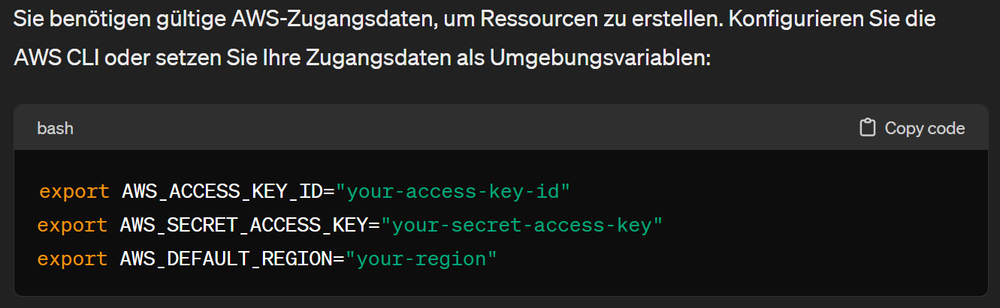 Sie benötigen gültige AWS-Zugangsdaten, um Ressourcen zu erstellen. Konfigurieren Sie die
AWS CLI oder setzen Sie Ihre Zugangsdaten als Umgebungsvariablen:
bash Copy code
export AWS_ACCESS_KEY_ID="your-access-key-id"
export AWS_SECRET_ACCESS_KEY="your-secret-access-key"
export AWS_DEFAULT_REGION="your-region"